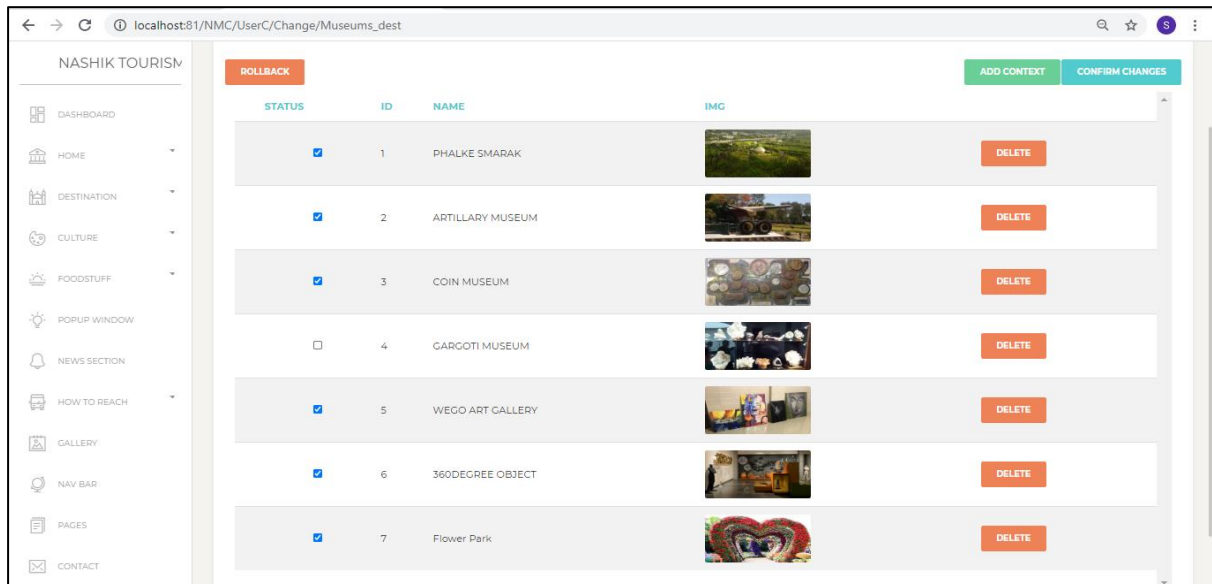 localhost:81/NMC/UserC/Change/Museums_dest
S
NASHIK TOURISM
DASHBOARD
HOME
DESTINATION
CULTURE
FOODSTUFF
POPUP WINDOW
NEWS SECTION
HOW TO REACH
GALLERY
NAV BAR
PAGES
CONTACT
ROLLBACK ADD CONTEXT CONFIRM CHANGES
STATUS ID NAME IMG
1 PHALKE SMARAK DELETE
2 ARTILLARY MUSEUM DELETE
3 COIN MUSEUM DELETE
4 GARGOTI MUSEUM DELETE
5 WEGO ART GALLERY DELETE
6 360DEGREE OBJECT DELETE
7 Flower Park DELETE